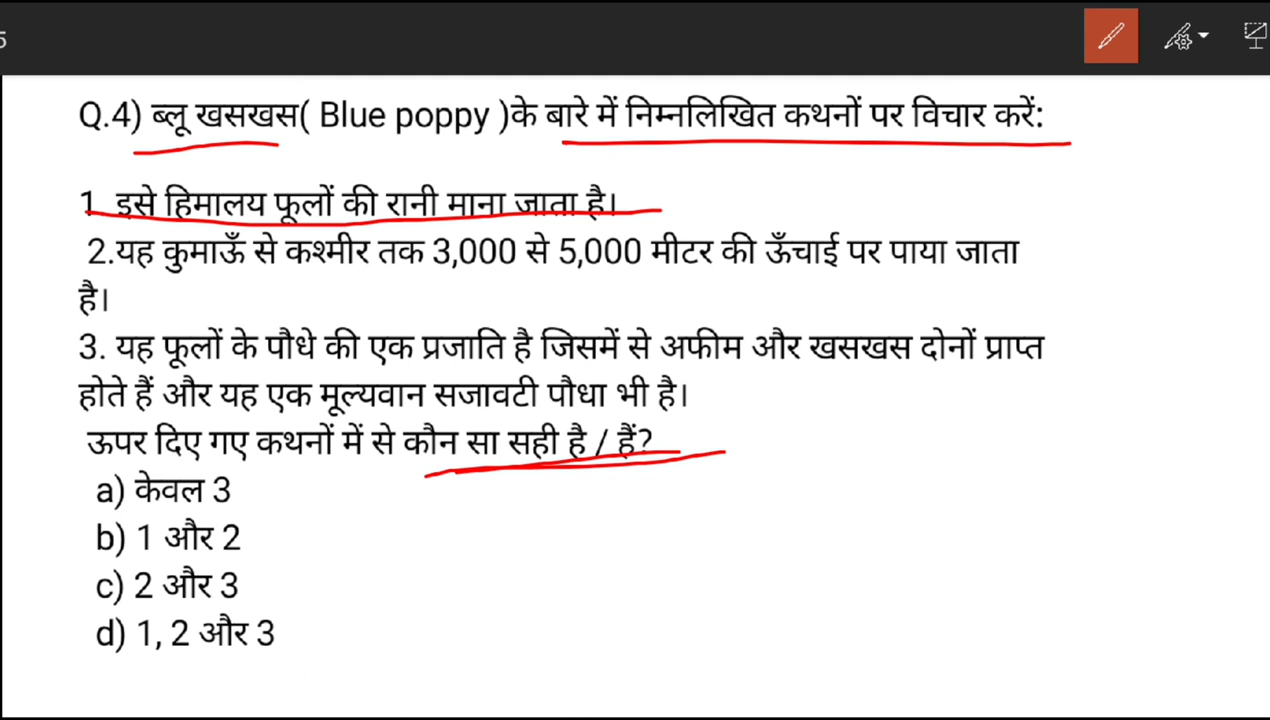 5
Q.4) ब्लू खसखस( Blue poppy )के बारे में निम्नलिखित कथनों पर विचार करें:
1. इसे हिमालय फूलों की रानी माना जाता है।
2.यह कुमाऊँ से कश्मीर तक 3,000 से 5,000 मीटर की ऊँचाई पर पाया जाता
है।
3. यह फूलों के पौधे की एक प्रजाति है जिसमें से अफीम और खसखस दोनों प्राप्त
होते हैं और यह एक मूल्यवान सजावटी पौधा भी है।
ऊपर दिए गए कथनों में से कौन सा सही है / हैं?
a) केवल 3
b) 1 और 2
c) 2 और 3
d) 1, 2 और 3